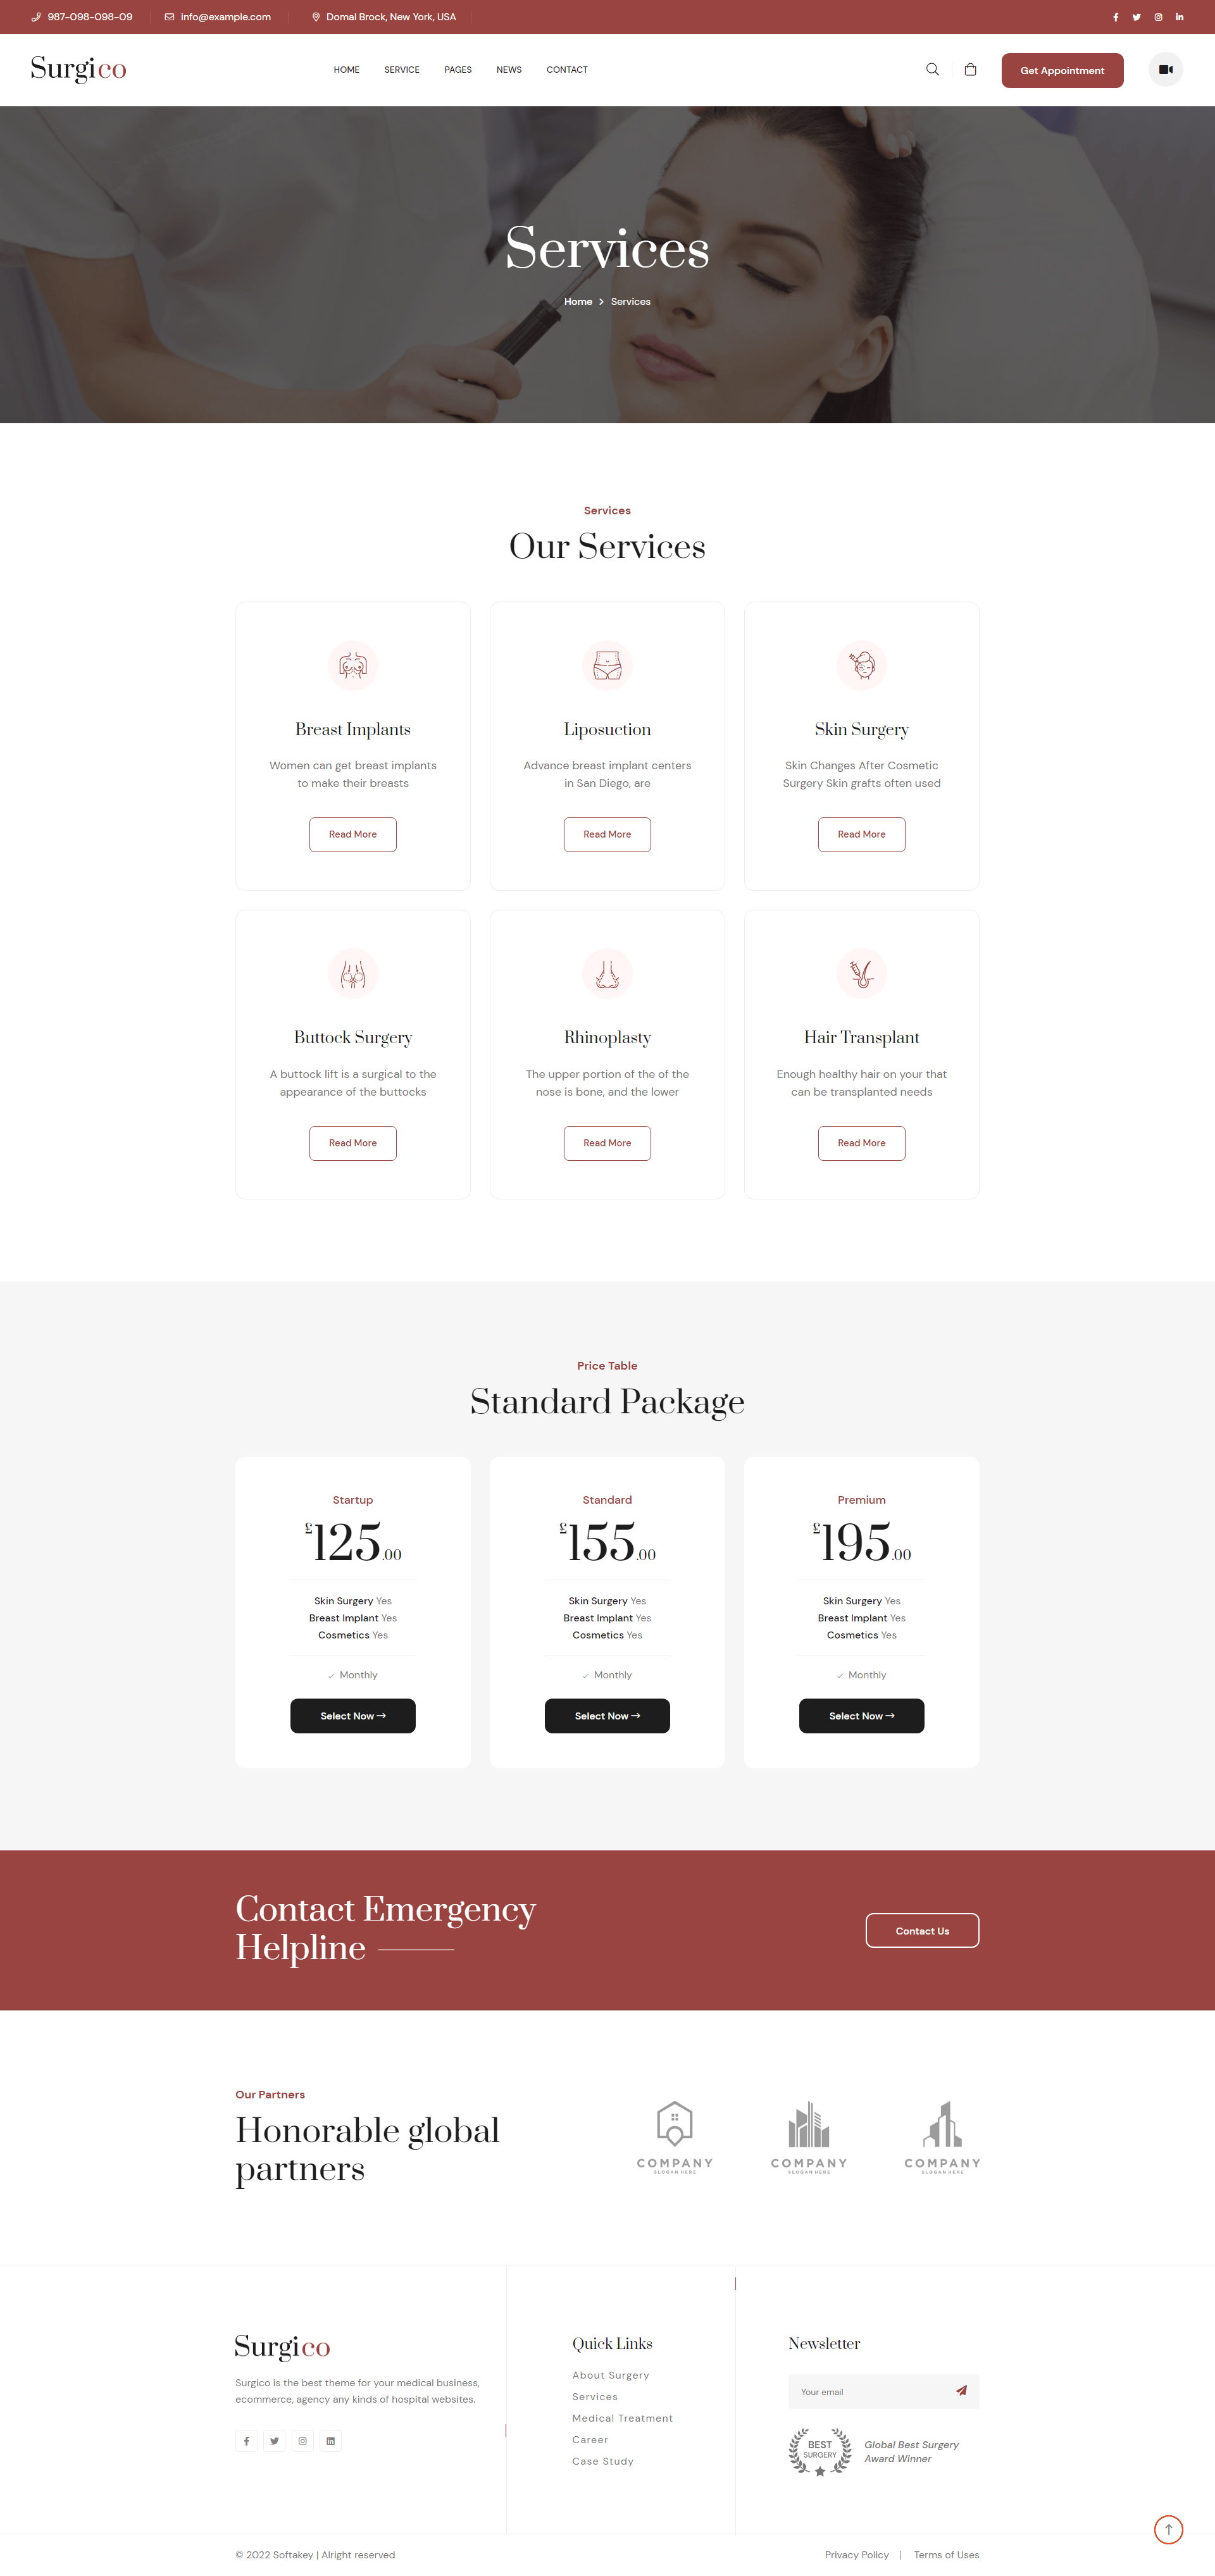 987-098-098-09 info@example.com Domal Brock, New York, USA
Surgico HOME SERVICE PAGES NEWS CONTACT Get Appointment
Services
Home Services
Services
Our Services
Breast Implants
Women can get breast implants
to make their breasts
Read More
Liposuction
Advance breast implant centers
in San Diego, are
Read More
Skin Surgery
Skin Changes After Cosmetic
Surgery Skin grafts often used
Read More
Buttock Surgery
A buttock lift is a surgical to the
appearance of the buttocks
Read More
Rhinoplasty
The upper portion of the of the
nose is bone, and the lower
Read More
Hair Transplant
Enough healthy hair on your that
can be transplanted needs
Read More
Price Table
Standard Package
Startup
£125.00
Skin Surgery Yes
Breast Implant Yes
Cosmetics Yes
Monthly
Select Now
Standard
£155.00
Skin Surgery Yes
Breast Implant Yes
Cosmetics Yes
Monthly
Select Now
Premium
£195.00
Skin Surgery Yes
Breast Implant Yes
Cosmetics Yes
Monthly
Select Now
Contact Emergency
Helpline
Contact Us
Our Partners
Honorable global
partners
COMPANY
SLOGAN HERE
COMPANY
SLOGAN HERE
COMPANY
SLOGAN HERE
Surgico
Surgico is the best theme for your medical business,
ecommerce, agency any kinds of hospital websites.
Quick Links
About Surgery
Services
Medical Treatment
Career
Case Study
Newsletter
Your email
BEST
SURGERY
Global Best Surgery
Award Winner
© 2022 Softakey | Alright reserved
Privacy Policy | Terms of Uses